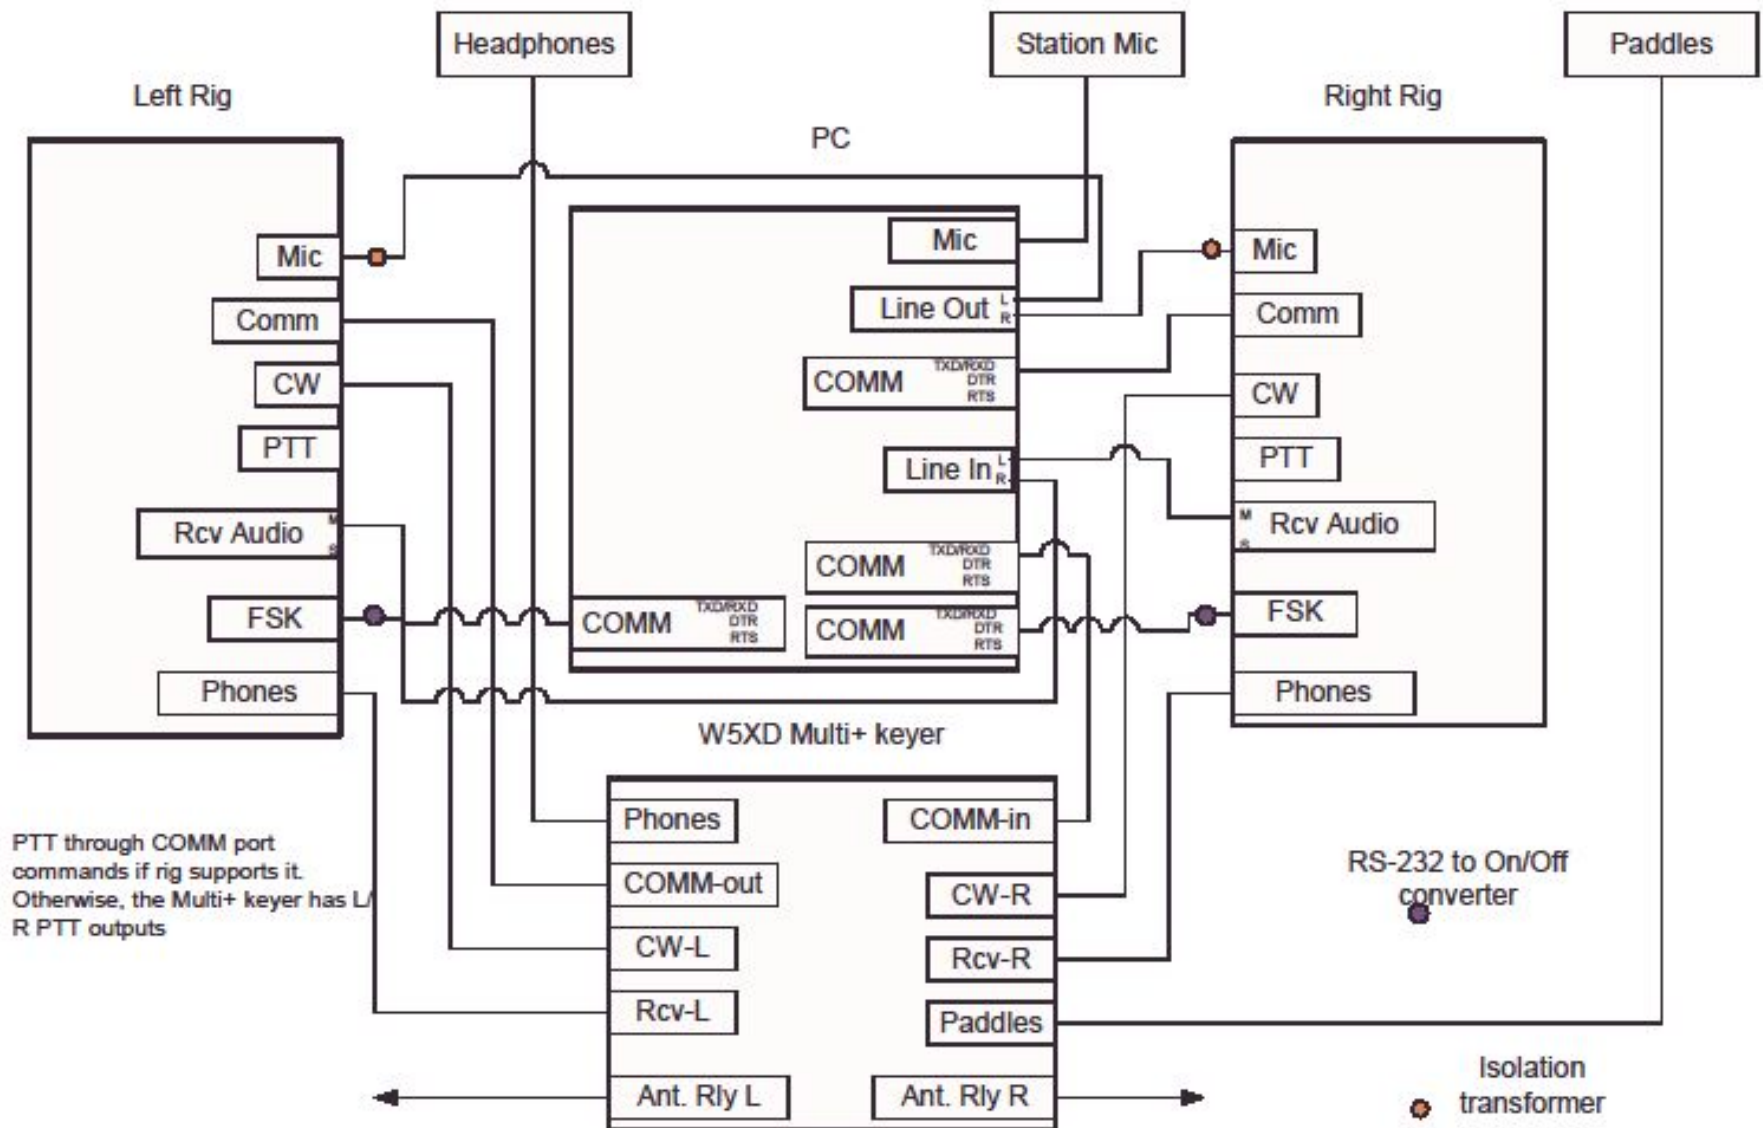 Headphones
Station Mic
Paddles
Left Rig
Right Rig
PC
Mic
Comm
CW
PTT
Rcv Audio M
S
FSK
Phones
Mic
Line Out L
R
COMM TXD/RXD
DTR
RTS
Line In L
R
COMM TXD/RXD
DTR
RTS
COMM TXD/RXD
DTR
RTS
COMM TXD/RXD
DTR
RTS
Mic
Comm
CW
PTT
M Rcv Audio
S
FSK
Phones
W5XD Multi+ keyer
Phones
COMM-out
CW-L
Rcv-L
Ant. Rly L
COMM-in
CW-R
Rcv-R
Paddles
Ant. Rly R
PTT through COMM port
commands if rig supports it.
Otherwise, the Multi+ keyer has L/
R PTT outputs
RS-232 to On/Off
converter
Isolation
transformer